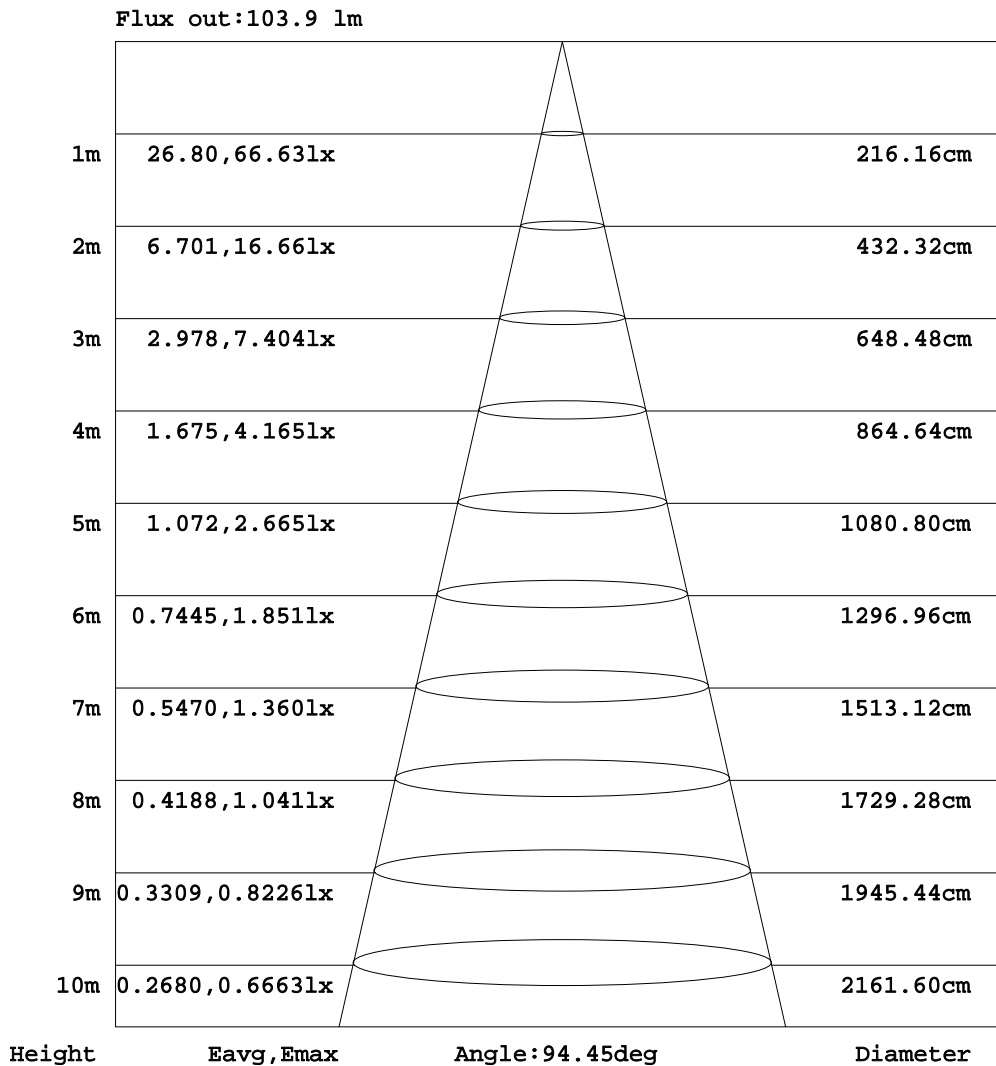 Flux out:103.9 lm
1m 26.80,66.63lx 216.16cm
2m 6.701,16.66lx 432.32cm
3m 2.978,7.404lx 648.48cm
4m 1.675,4.165lx 864.64cm
5m 1.072,2.665lx 1080.80cm
6m 0.7445,1.851lx 1296.96cm
7m 0.5470,1.360lx 1513.12cm
8m 0.4188,1.041lx 1729.28cm
9m 0.3309,0.8226lx 1945.44cm
10m 0.2680,0.6663lx 2161.60cm
Height Eavg,Emax Angle:94.45deg Diameter